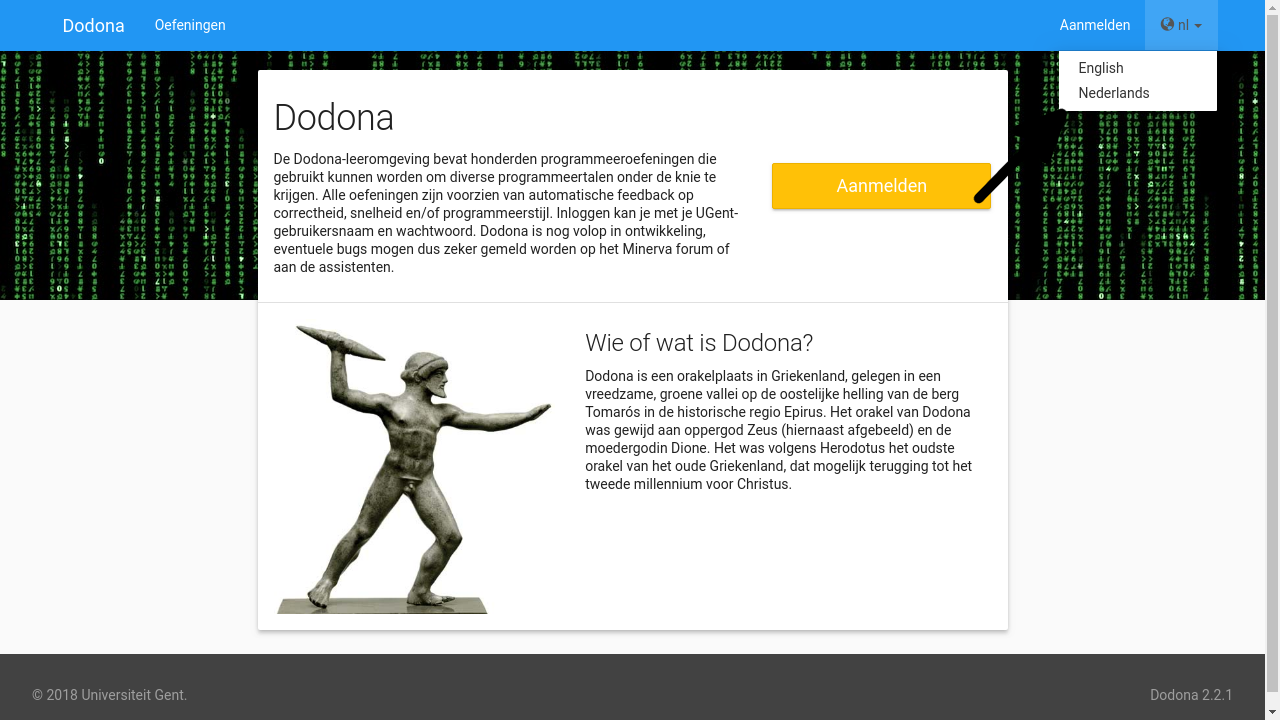 Dodona
Oefeningen
Aanmelden
nl
English
Nederlands
Dodona
De Dodona-leeromgeving bevat honderden programmeeroefeningen die
gebruikt kunnen worden om diverse programmeertalen onder de knie te
krijgen. Alle oefeningen zijn voorzien van automatische feedback op
correctheid, snelheid en/of programmeerstijl. Inloggen kan je met je UGent-
gebruikersnaam en wachtwoord. Dodona is nog volop in ontwikkeling,
eventuele bugs mogen dus zeker gemeld worden op het Minerva forum of
aan de assistenten.
Aanmelden
Wie of wat is Dodona?
Dodona is een orakelplaats in Griekenland, gelegen in een
vreedzame, groene vallei op de oostelijke helling van de berg
Tomarós in de historische regio Epirus. Het orakel van Dodona
was gewijd aan oppergod Zeus (hiernaast afgebeeld) en de
moedergodin Dione. Het was volgens Herodotus het oudste
orakel van het oude Griekenland, dat mogelijk terugging tot het
tweede millennium voor Christus.
© 2018 Universiteit Gent.
Dodona 2.2.1